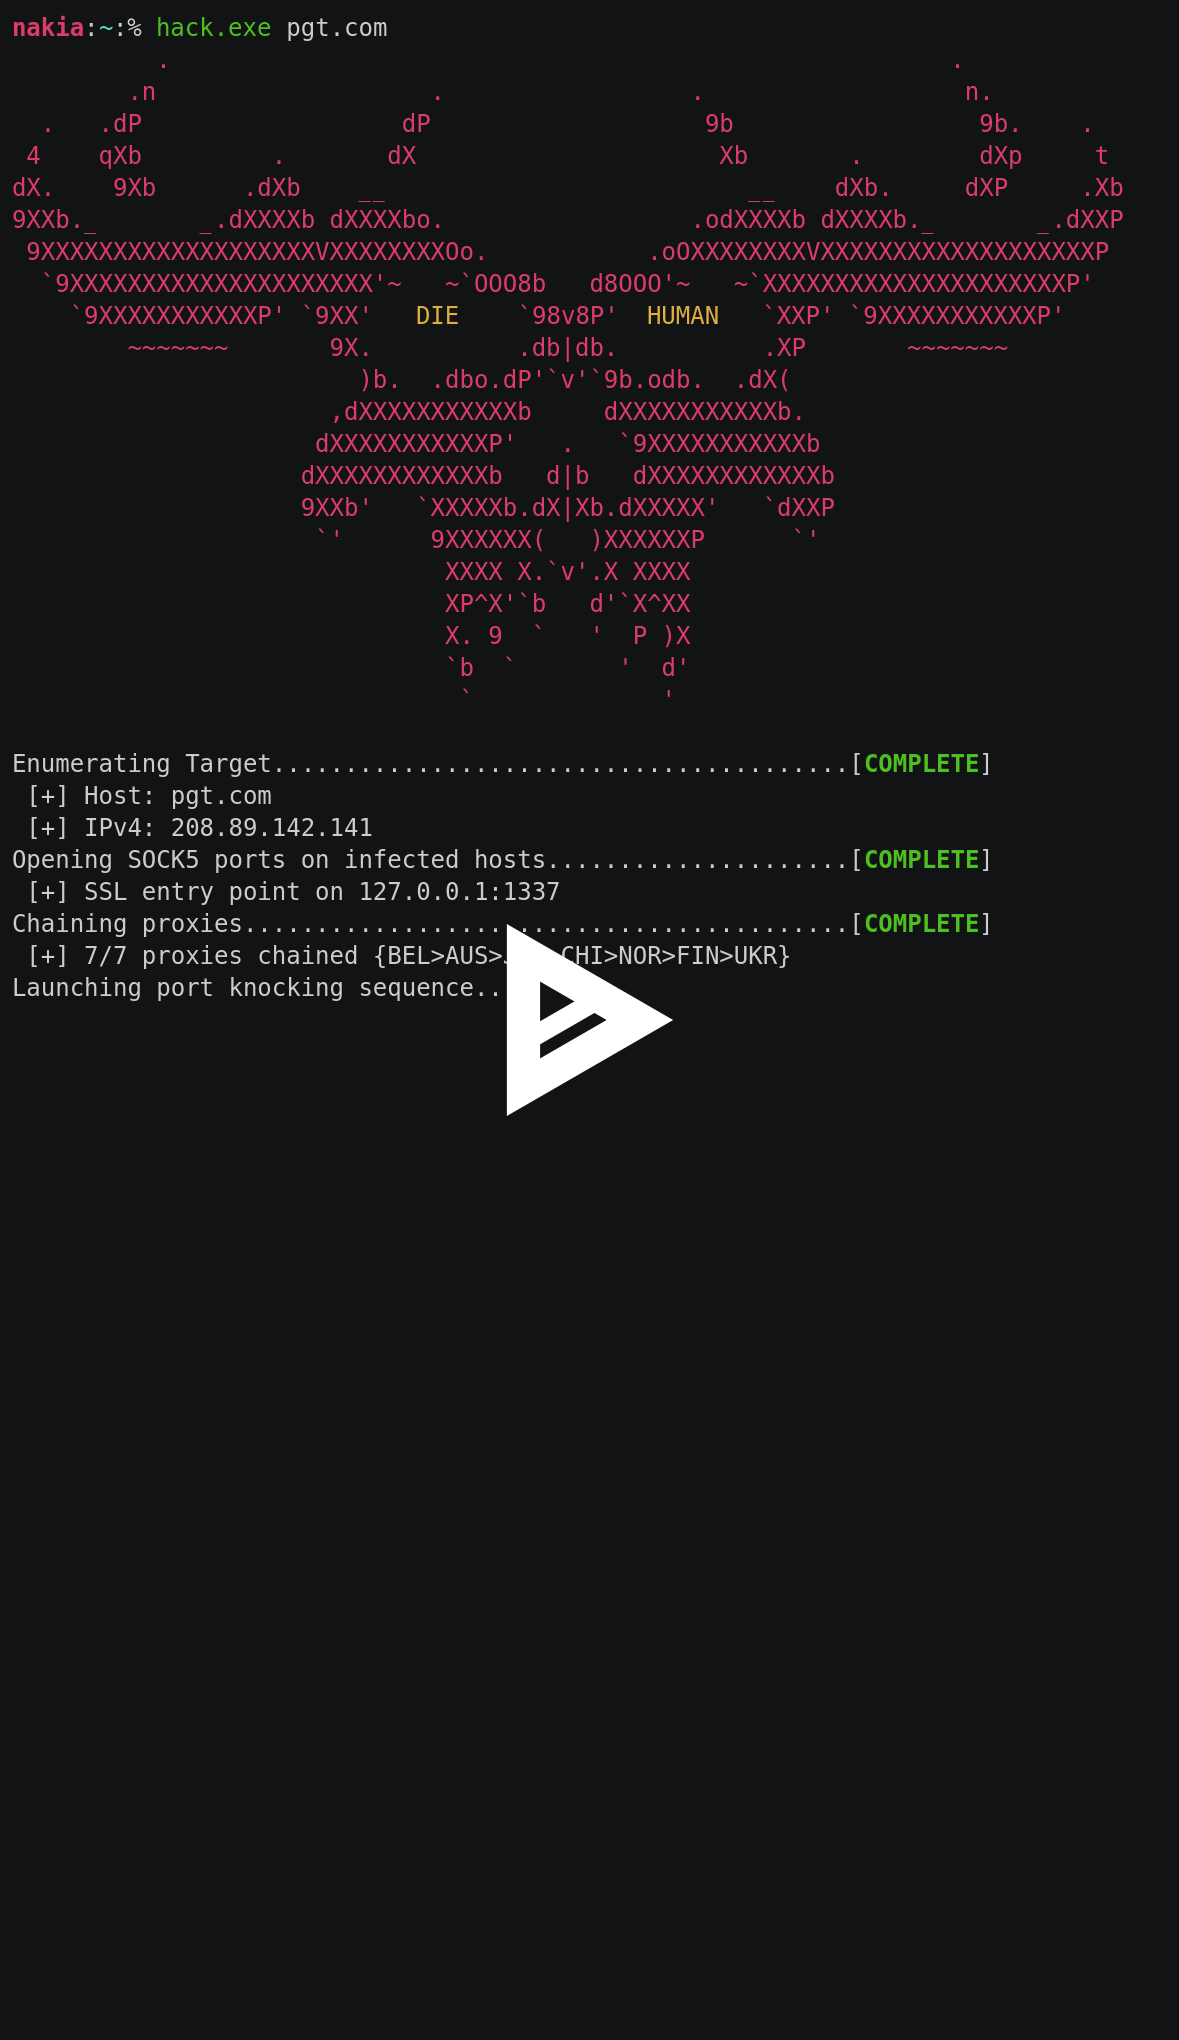 nakia:~:% hack.exe pgt.com
           .                                                      .
        .n                   .                 .                  n.
  .   .dP                  dP                   9b                 9b.    .
 4    qXb         .       dX                     Xb       .        dXp     t
dX.    9Xb      .dXb    __                         __    dXb.     dXP     .Xb
9XXb._       _.dXXXXb dXXXXbo.                 .odXXXXb dXXXXb._       _.dXXP
 9XXXXXXXXXXXXXXXXXXXVXXXXXXXXOo.           .oOXXXXXXXXVXXXXXXXXXXXXXXXXXXXP
  `9XXXXXXXXXXXXXXXXXXXXX'~   ~`OOO8b   d8OOO'~   ~`XXXXXXXXXXXXXXXXXXXXXP'
    `9XXXXXXXXXXXP' `9XX'   DIE    `98v8P'  HUMAN   `XXP' `9XXXXXXXXXXXP'
        ~~~~~~~       9X.          .db|db.          .XP       ~~~~~~~
                        )b.  .dbo.dP'`v'`9b.odb.  .dX(
                      ,dXXXXXXXXXXXb     dXXXXXXXXXXXb.
                     dXXXXXXXXXXXP'   .   `9XXXXXXXXXXXb
                    dXXXXXXXXXXXXb   d|b   dXXXXXXXXXXXXb
                    9XXb'   `XXXXXb.dX|Xb.dXXXXX'   `dXXP
                     `'      9XXXXXX(   )XXXXXXP      `'
                              XXXX X.`v'.X XXXX
                              XP^X'`b   d'`X^XX
                              X. 9  `   '  P )X
                              `b  `       '  d'
                               `             '
Enumerating Target........................................[COMPLETE]
 [+] Host: pgt.com
 [+] IPv4: 208.89.142.141
Opening SOCK5 ports on infected hosts.....................[COMPLETE]
 [+] SSL entry point on 127.0.0.1:1337
Chaining proxies..........................................[COMPLETE]
 [+] 7/7 proxies chained {BEL>AUS> CHI>NOR>FIN>UKR}
Launching port knocking sequence..